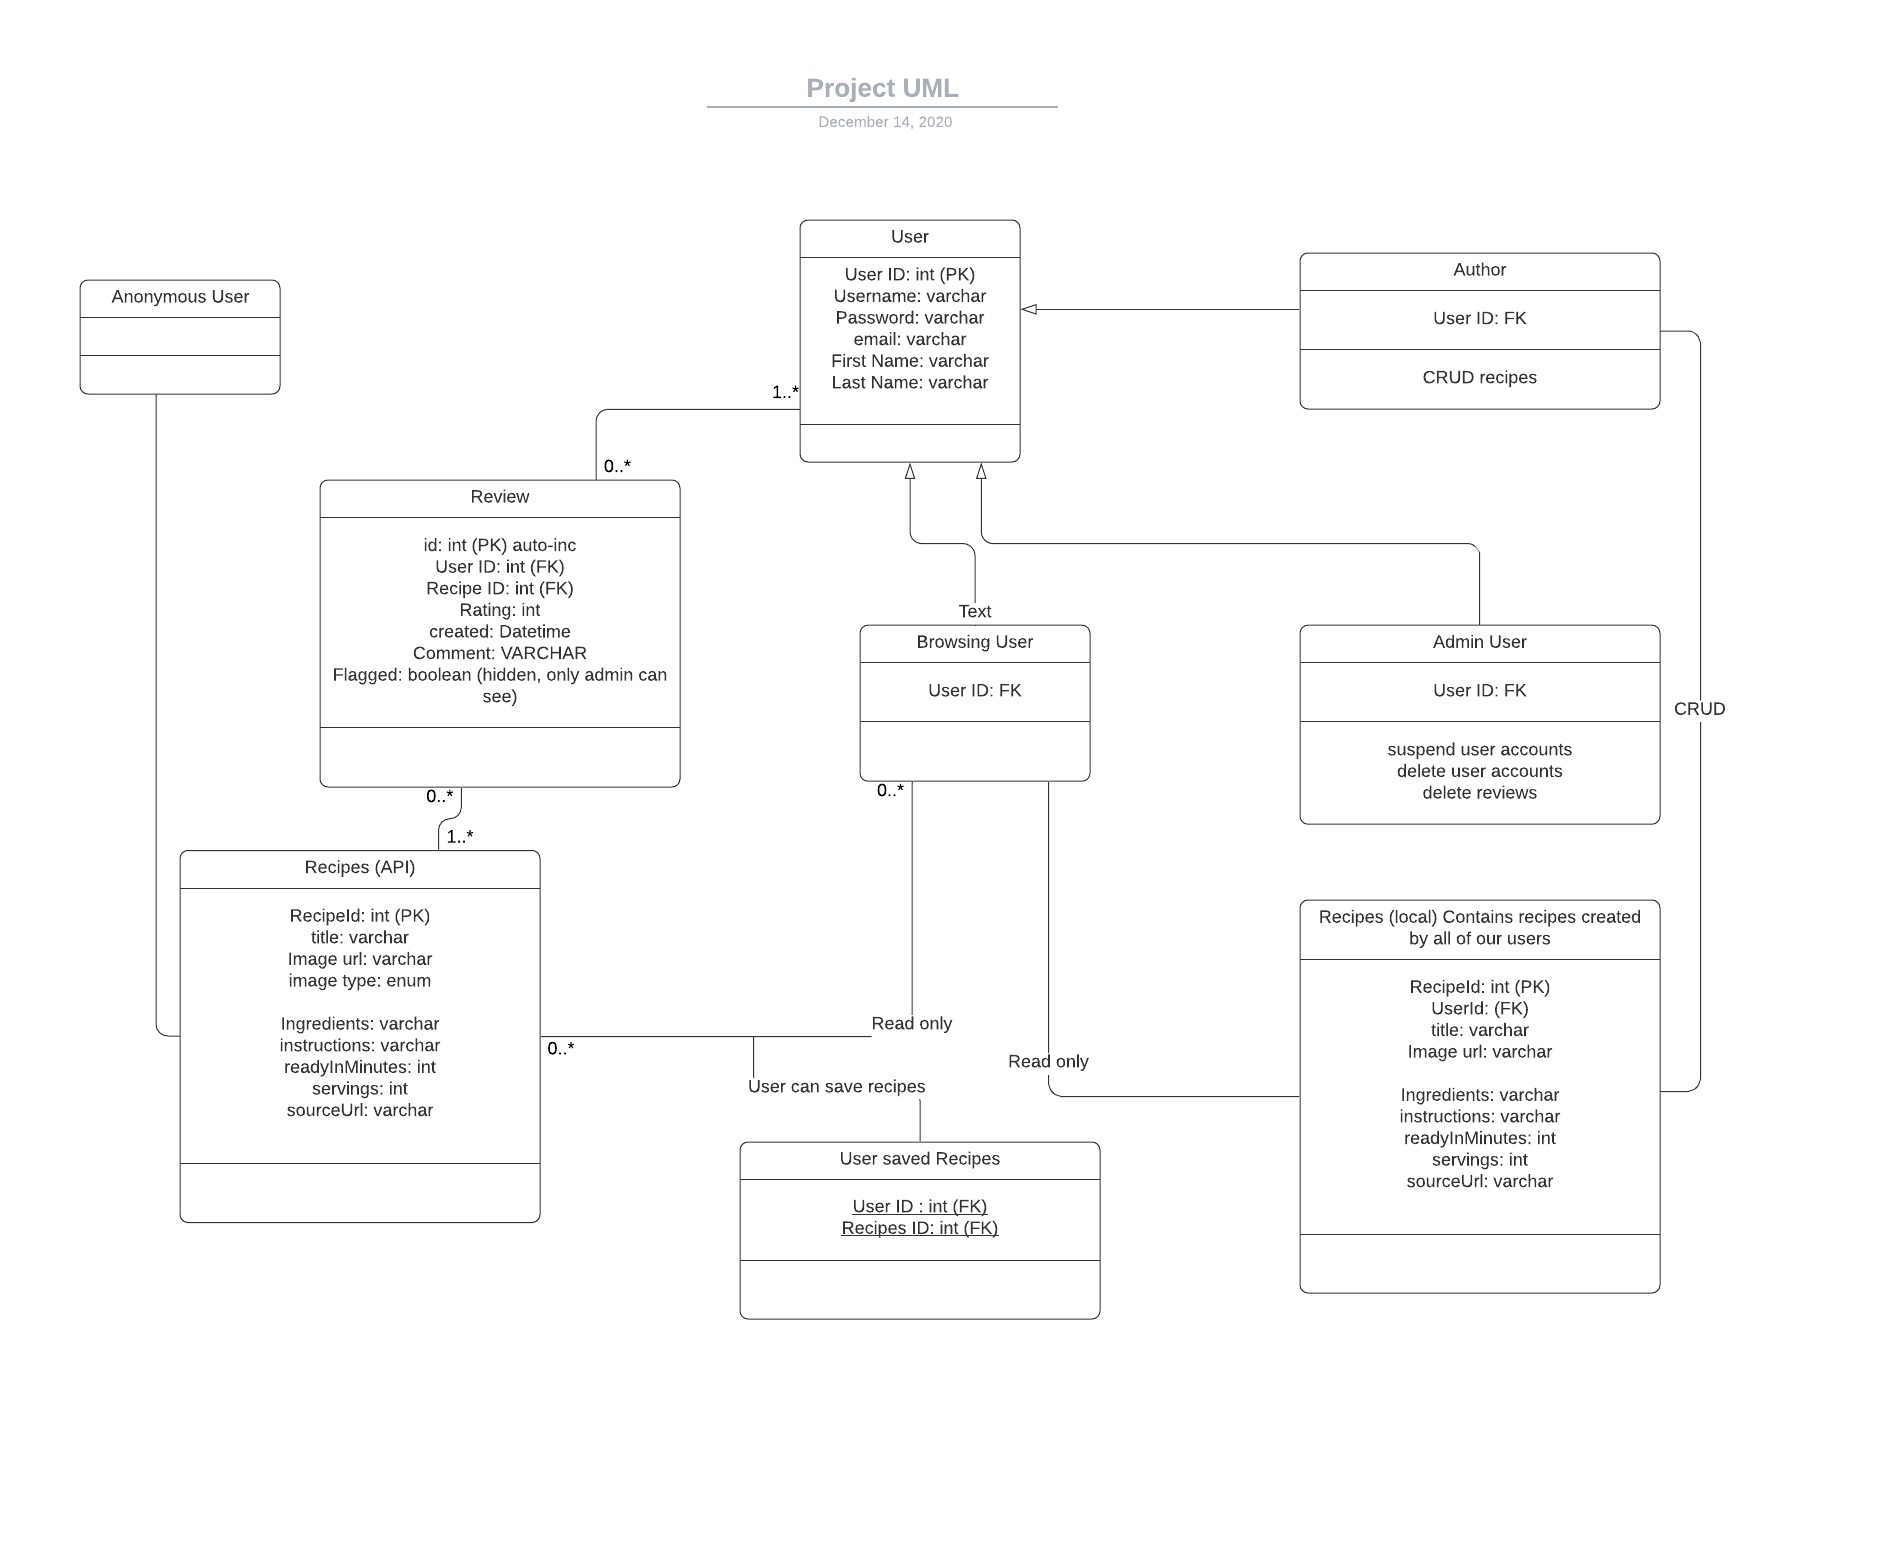 Project UML
December 14, 2020
User
User ID: int (PK)
Username: varchar
Password: varchar
email: varchar
First Name: varchar
Last Name: varchar
Author
User ID: FK
CRUD recipes
Anonymous User
1..*
0..*
Review
id: int (PK) auto-inc
User ID: int (FK)
Recipe ID: int (FK)
Rating: int
created: Datetime
Comment: VARCHAR
Flagged: boolean (hidden, only admin can
see)
Text
Browsing User
User ID: FK
Admin User
User ID: FK
suspend user accounts
delete user accounts
delete reviews
CRUD
0..*
0..*
1..*
Recipes (API)
RecipeId: int (PK)
title: varchar
Image url: varchar
image type: enum
Ingredients: varchar
instructions: varchar
readyInMinutes: int
servings: int
sourceUrl: varchar
0..*
Read only
Read only
User can save recipes
User saved Recipes
User ID : int (FK)
Recipes ID: int (FK)
Recipes (local) Contains recipes created
by all of our users
RecipeId: int (PK)
UserId: (FK)
title: varchar
Image url: varchar
Ingredients: varchar
instructions: varchar
readyInMinutes: int
servings: int
sourceUrl: varchar